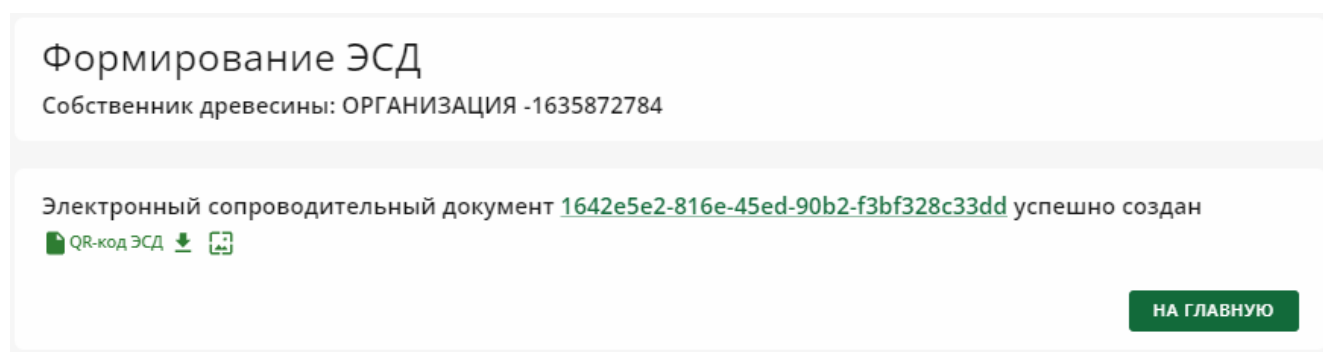 Формирование ЭСД
Собственник древесины: ОРГАНИЗАЦИЯ -1635872784
Электронный сопроводительный документ 1642e5e2-816e-45ed-90b2-f3bf328c33dd успешно создан
QR-код ЭСД
НА ГЛАВНУЮ